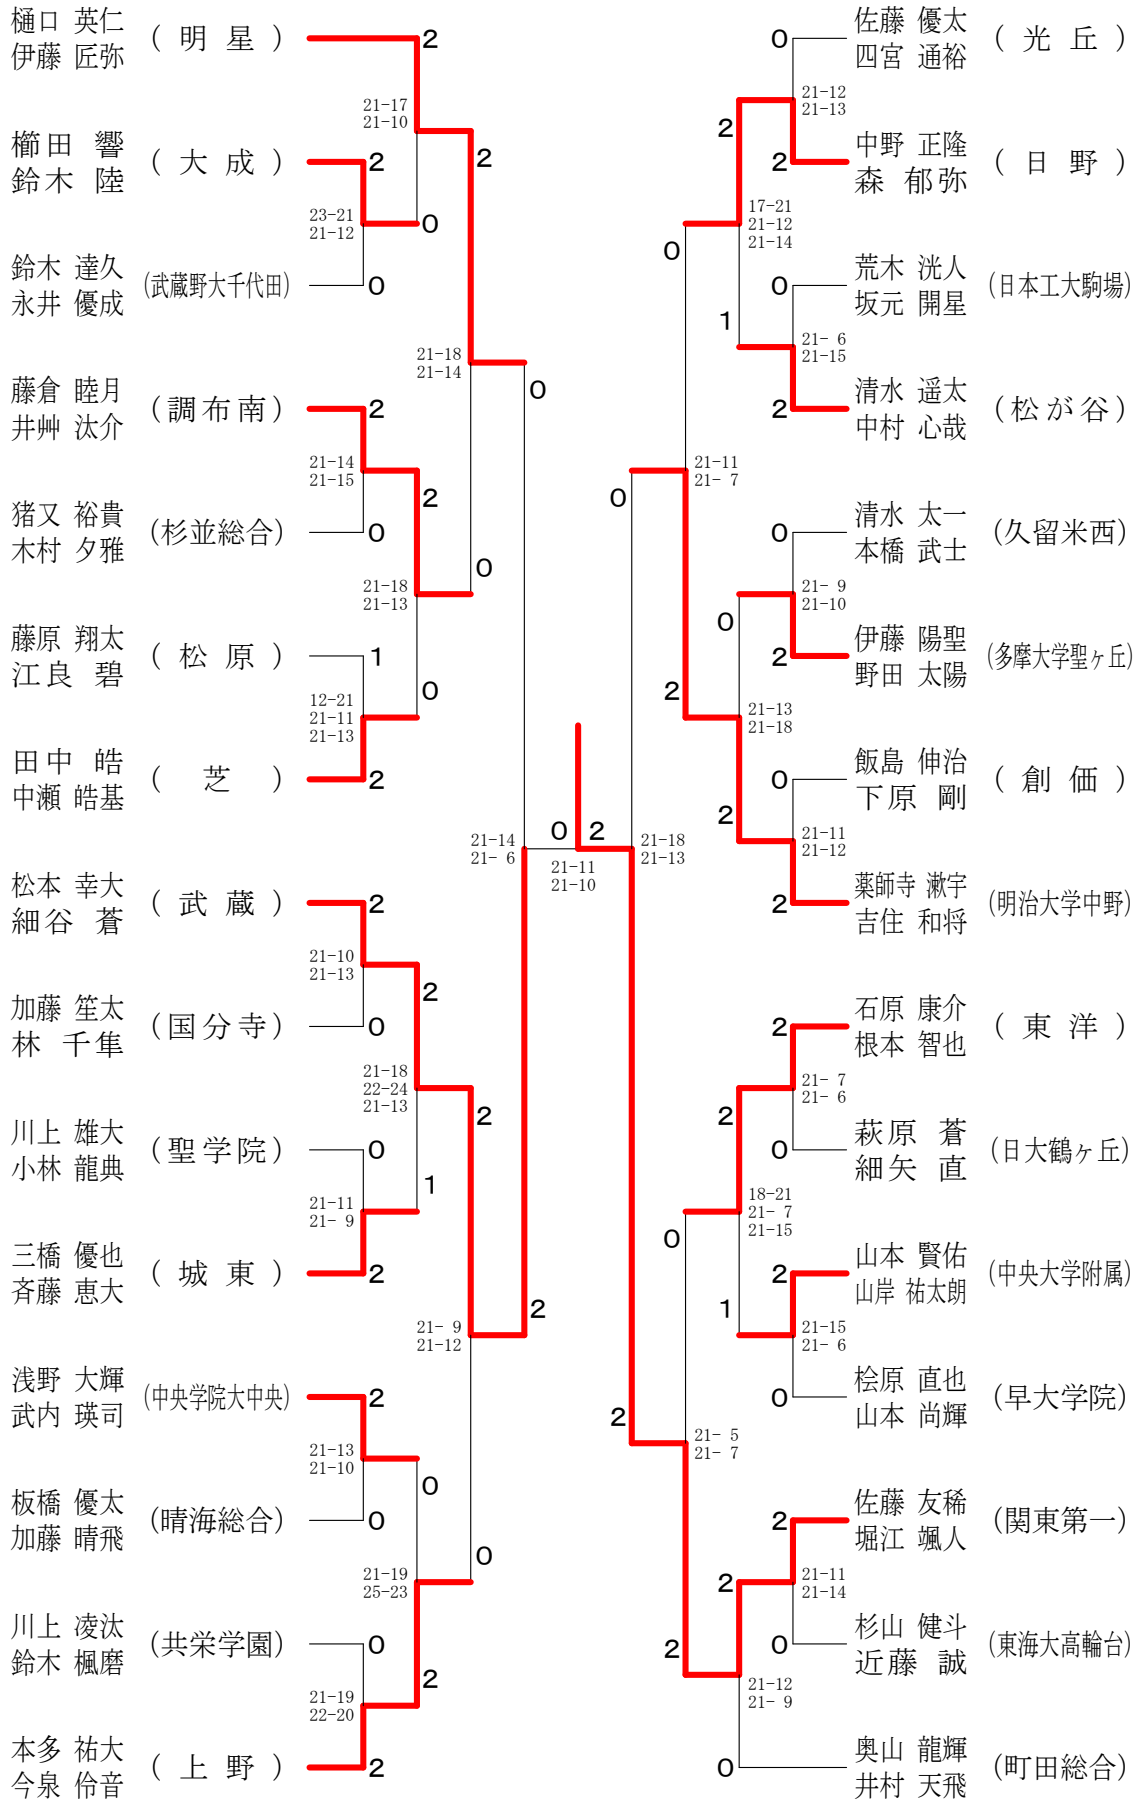 樋口 英仁
伊藤 匠弥
( 明 星 )
2
21-17
21-10
櫛田 響
鈴木 陸
( 大 成 )
2
2
23-21
21-12
0
鈴木 達久
永井 優成
(武蔵野大千代田)
0
21-18
21-14
0
藤倉 睦月
井艸 汰介
(調布南)
2
21-14
21-15
2
猪又 裕貴
木村 夕雅
(杉並総合)
0
0
21-18
21-13
藤原 翔太
江良 碧
( 松 原 )
1
12-21
21-11
21-13
0
田中 皓
中瀬 皓基
( 芝 )
2
21-14
21- 6
0
2
21-11
21-10
松本 幸大
細谷 蒼
( 武 蔵 )
2
21-10
21-13
2
加藤 笙太
林 千隼
(国分寺)
0
21-18
22-24
21-13
2
川上 雄大
小林 龍典
(聖学院)
0
1
21-11
21- 9
三橋 優也
斉藤 恵大
( 城 東 )
2
2
21- 9
21-12
浅野 大輝
武内 瑛司
(中央学院大中央)
2
21-13
21-10
0
板橋 優太
加藤 晴飛
(晴海総合)
0
0
21-19
25-23
川上 凌汰
鈴木 楓磨
(共栄学園)
0
2
21-19
22-20
本多 祐大
今泉 伶音
( 上 野 )
2
佐藤 優太
四宮 通裕
( 光 丘 )
0
21-12
21-13
2
中野 正隆
森 郁弥
( 日 野 )
2
17-21
21-12
21-14
0
荒木 洸人
坂元 開星
(日本工大駒場)
0
1
21- 6
21-15
清水 遥太
中村 心哉
(松が谷)
2
21-11
21- 7
0
清水 太一
本橋 武士
(久留米西)
0
21- 9
21-10
0
伊藤 陽聖
野田 太陽
(多摩大学聖ヶ丘)
2
2
21-13
21-18
飯島 伸治
下原 剛
( 創 価 )
0
2
21-11
21-12
21-18
21-13
薬師寺 漱宇
吉住 和将
(明治大学中野)
2
石原 康介
根本 智也
( 東 洋 )
2
21- 7
21- 6
2
萩原 蒼
細矢 直
(日大鶴ヶ丘)
0
18-21
21- 7
21-15
0
山本 賢佑
山岸 祐太朗
(中央大学附属)
2
1
21-15
21- 6
桧原 直也
山本 尚輝
(早大学院)
0
2
21- 5
21- 7
佐藤 友稀
堀江 颯人
(関東第一)
2
21-11
21-14
2
杉山 健斗
近藤 誠
(東海大高輪台)
0
2
21-12
21- 9
奥山 龍輝
井村 天飛
(町田総合)
0